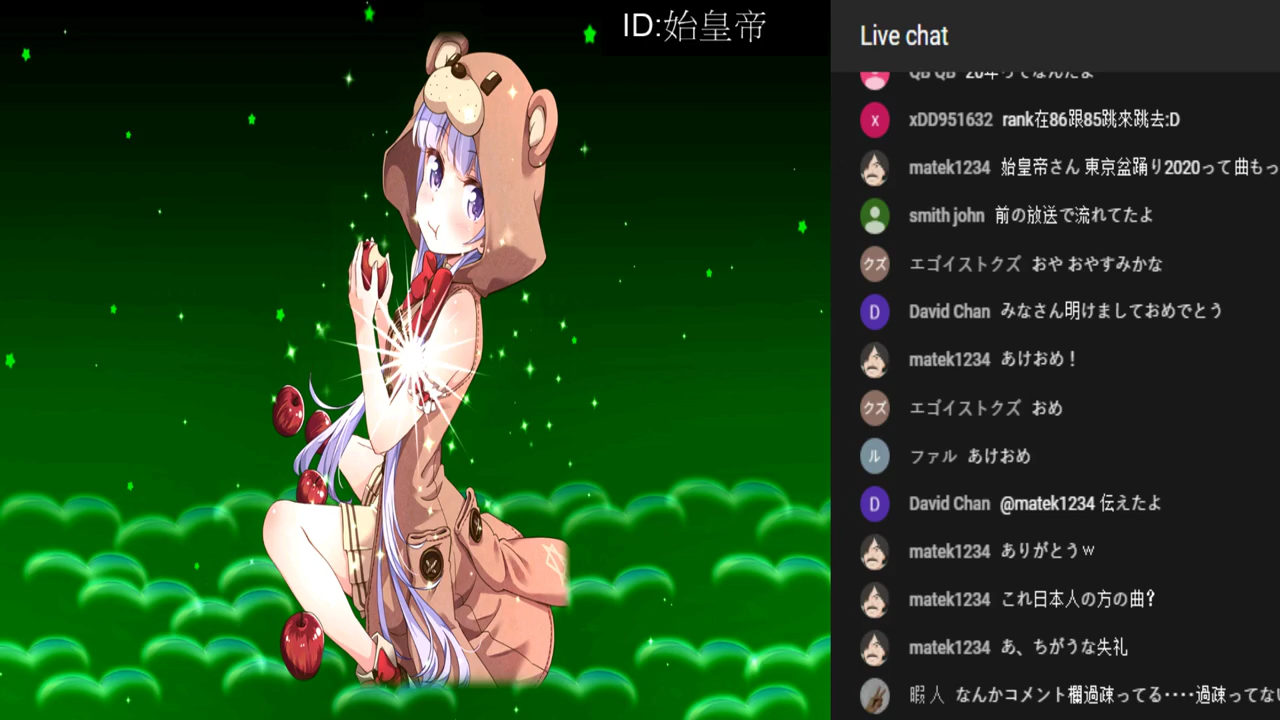 ID:始皇帝
Live chat
xDD951632 rank在86跟85跳來跳去:D
matek1234 始皇帝さん 東京盆踊り2020って曲もっ
smith john 前の放送で流れてたよ
クズ エゴイストクズ おや おやすみかな
D David Chan みなさん明けましておめでとう
matek1234 あけおめ！
クズ エゴイストクズ おめ
ル ファル あけおめ
D David Chan @matek1234 伝えたよ
matek1234 ありがとうｗ
matek1234 これ日本人の方の曲？
matek1234 あ、ちがうな失礼
暇人 なんかコメント欄過疎ってる････過疎ってない